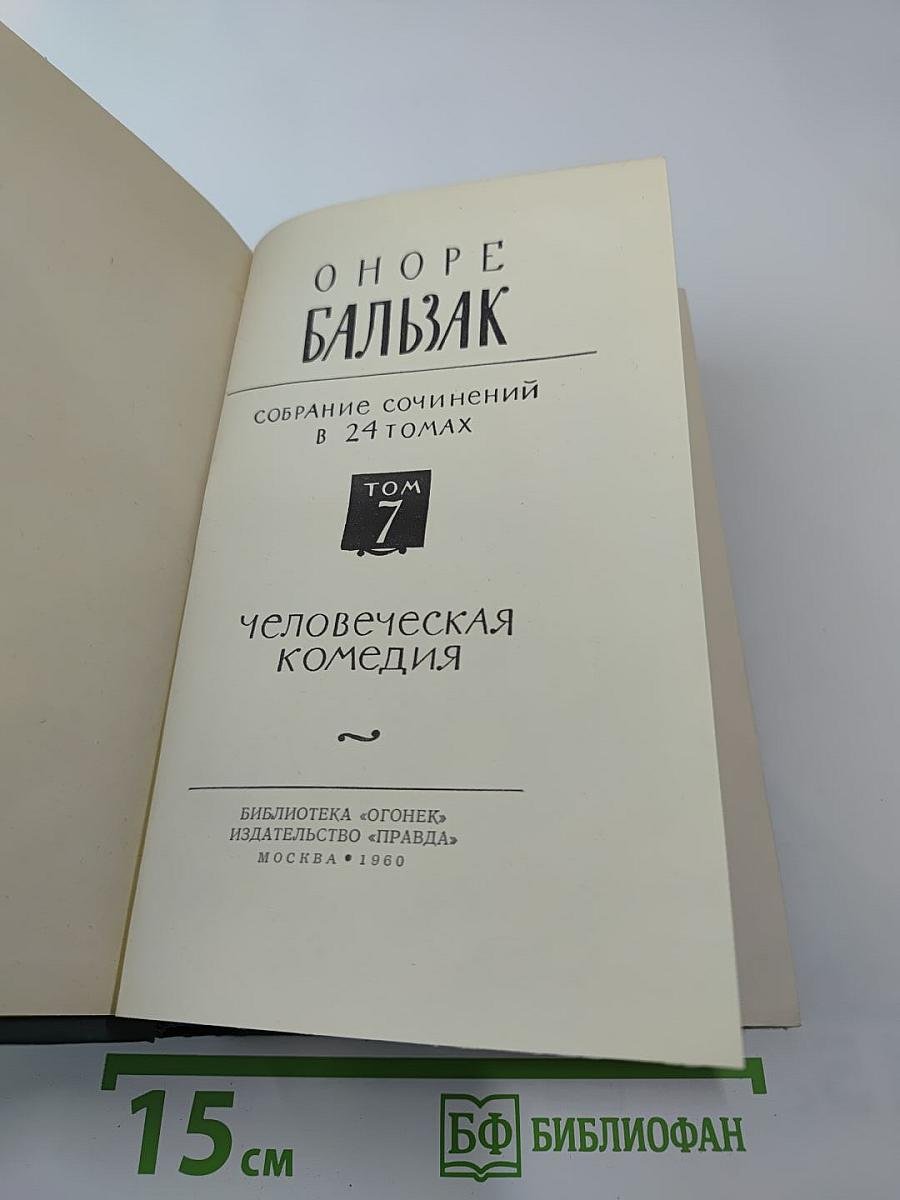 ОНОРЕ
БАЛЬЗАК
СОБРАНИЕ СОЧИНЕНИЙ
В 24 ТОМАХ
ТОМ
7
ЧЕЛОВЕЧЕСКАЯ
КОМЕДИЯ
БИБЛИОТЕКА «ОГОНЕК»
ИЗДАТЕЛЬСТВО «ПРАВДА»
МОСКВА • 1960
15 см
БФ БИБЛИОФАН